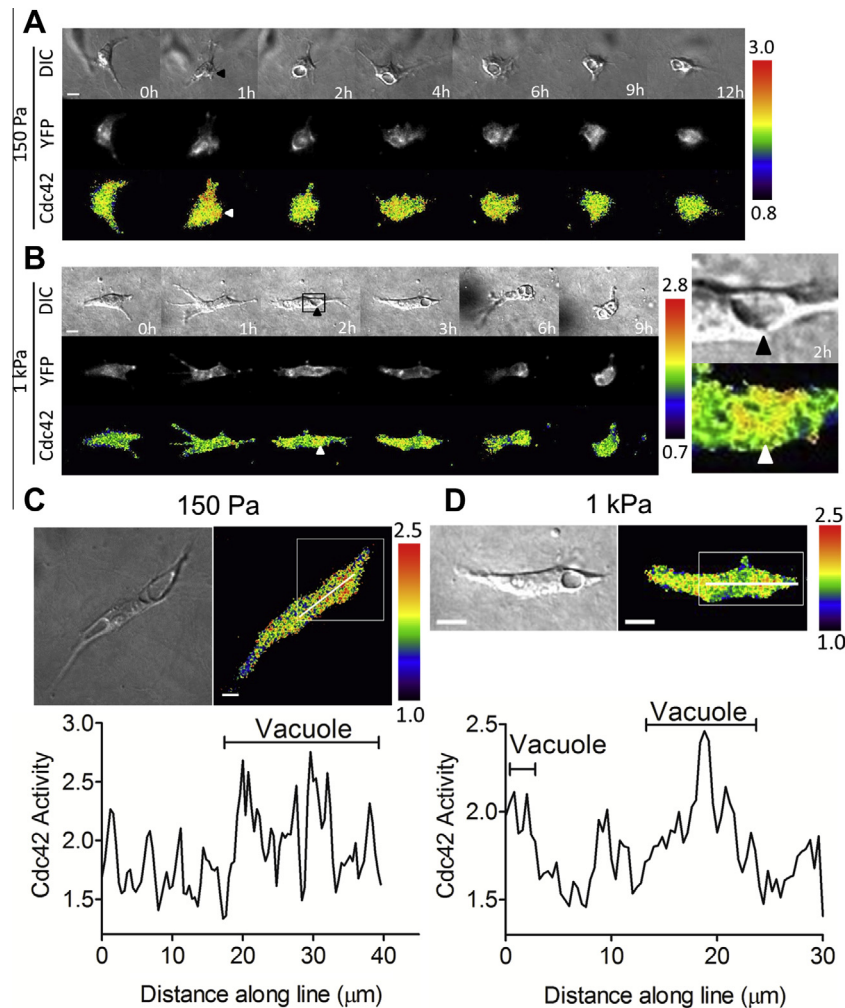 A
150 Pa
DIC
YFP
Cdc42
0h 1h 2h 4h 6h 9h 12h
3.0
0.8
B
1 kPa
DIC
YFP
Cdc42
0h 1h 2h 3h 6h 9h
2.8
0.7
2h
C 150 Pa
2.5
1.0
D 1 kPa
2.5
1.0
3.0
2.5
2.0
1.5
Cdc42 Activity
Vacuole
0 10 20 30 40
Distance along line (μm)
2.5
2.0
1.5
Cdc42 Activity
Vacuole
Vacuole
0 10 20 30
Distance along line (μm)